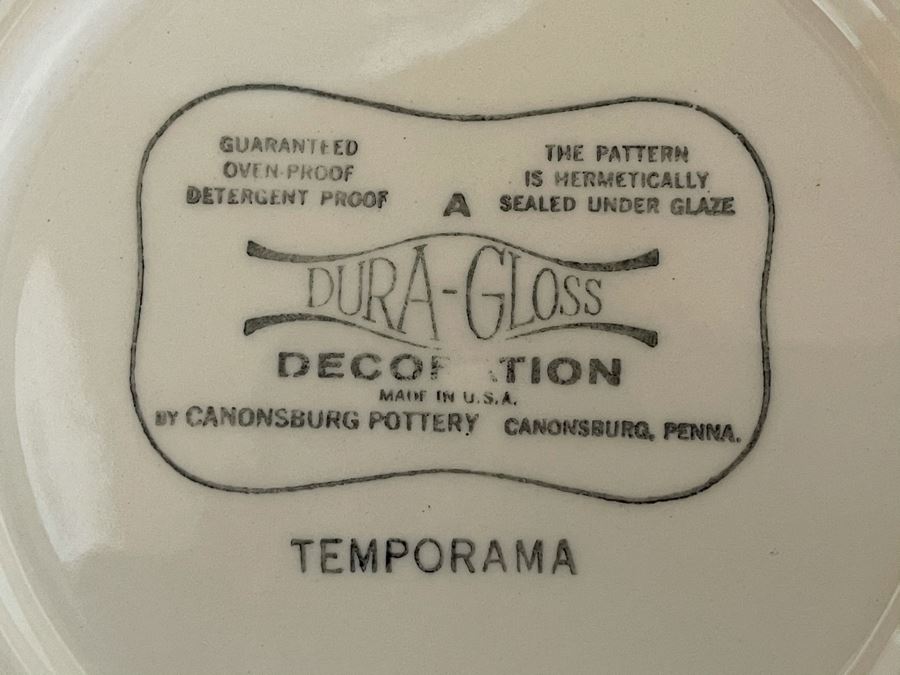 GUARANTEED
OVEN-PROOF
DETERGENT PROOF
THE PATTERN
IS HERMETICALLY
SEALED UNDER GLAZE
A
DURA-GLOSS
DECORATION
MADE IN U.S.A.
BY CANONSBURG POTTERY CANONSBURG, PENNA.
TEMPORAMA